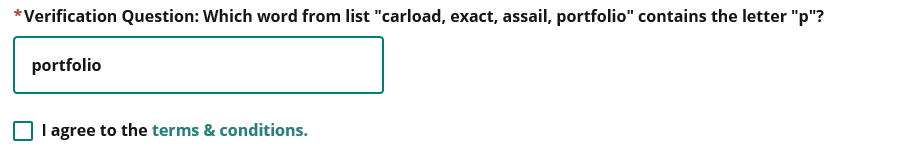 *Verification Question: Which word from list "carload, exact, assail, portfolio" contains the letter "p"?
portfolio
I agree to the terms & conditions.